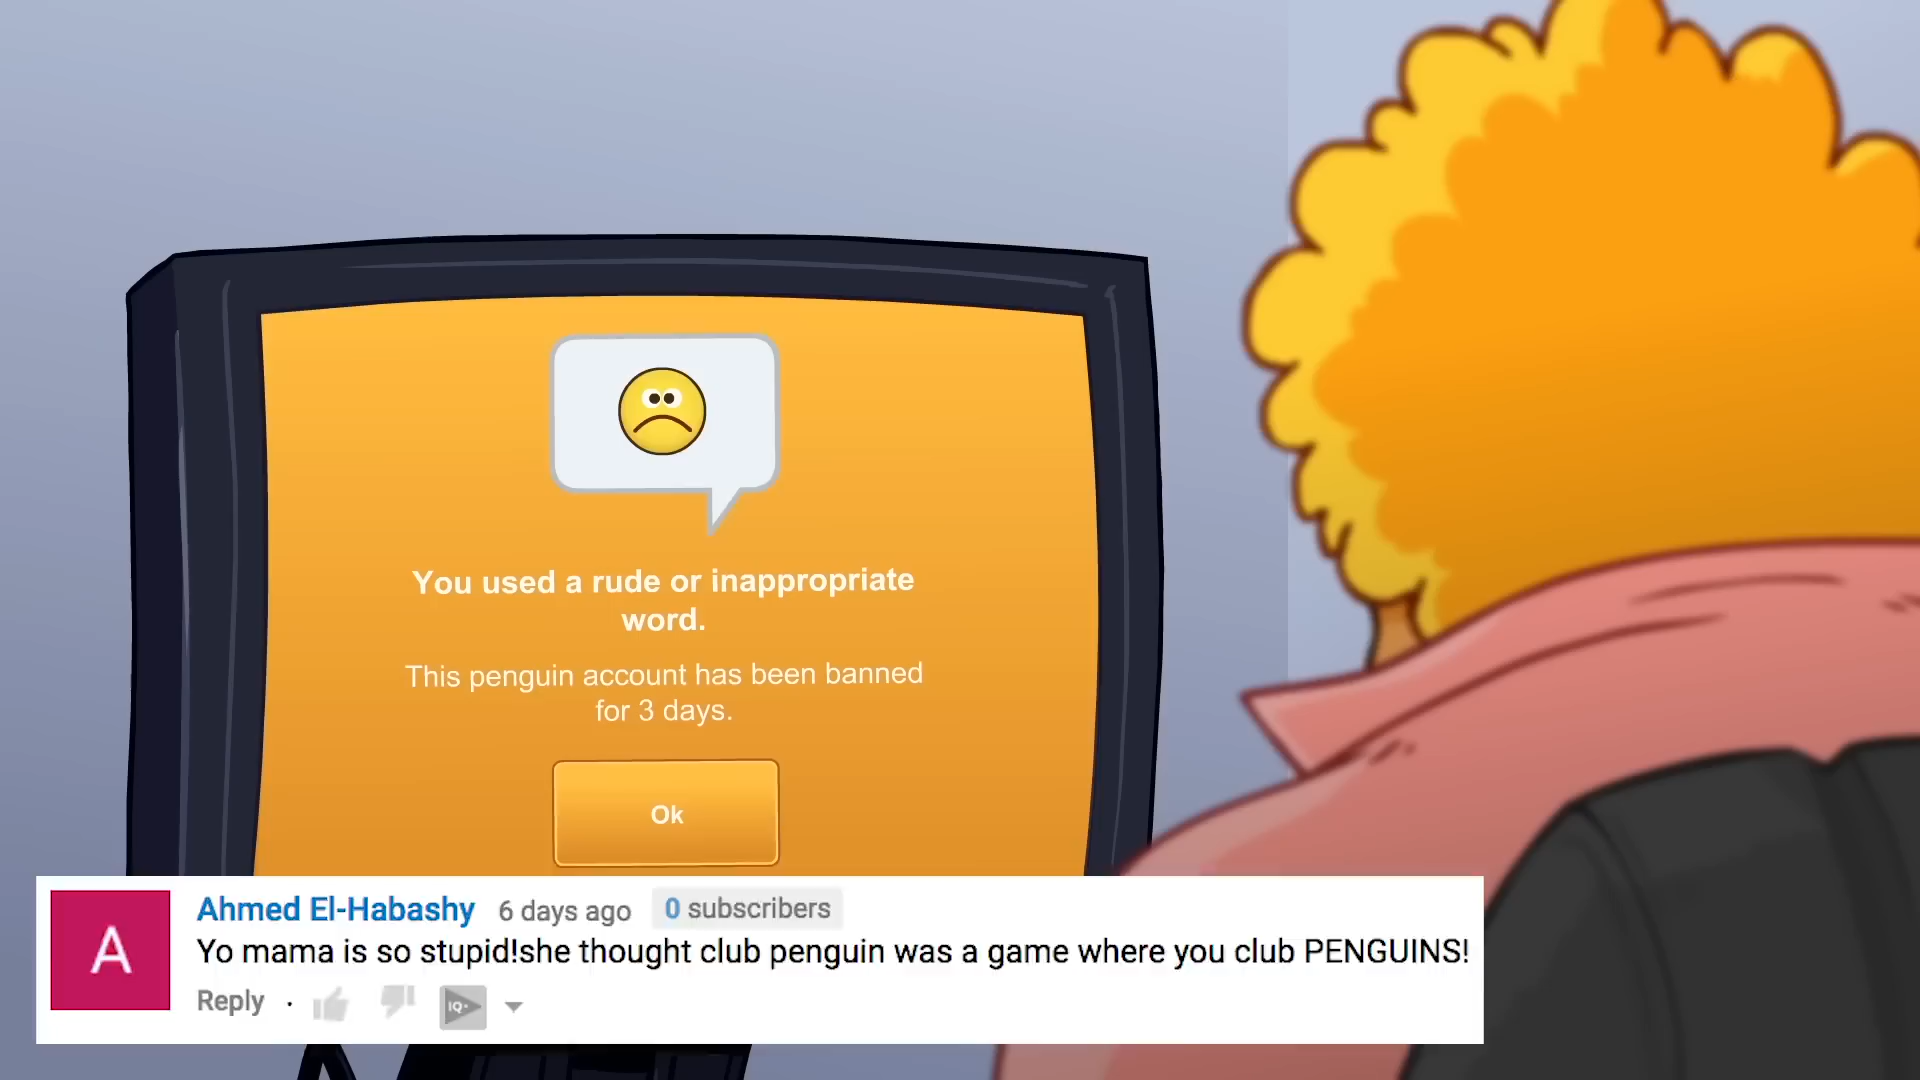 You used a rude or inappropriate
word.
This penguin account has been banned
for 3 days.
Ok
A
Ahmed El-Habashy 6 days ago 0 subscribers
Yo mama is so stupid!she thought club penguin was a game where you club PENGUINS!
Reply ·
IQ